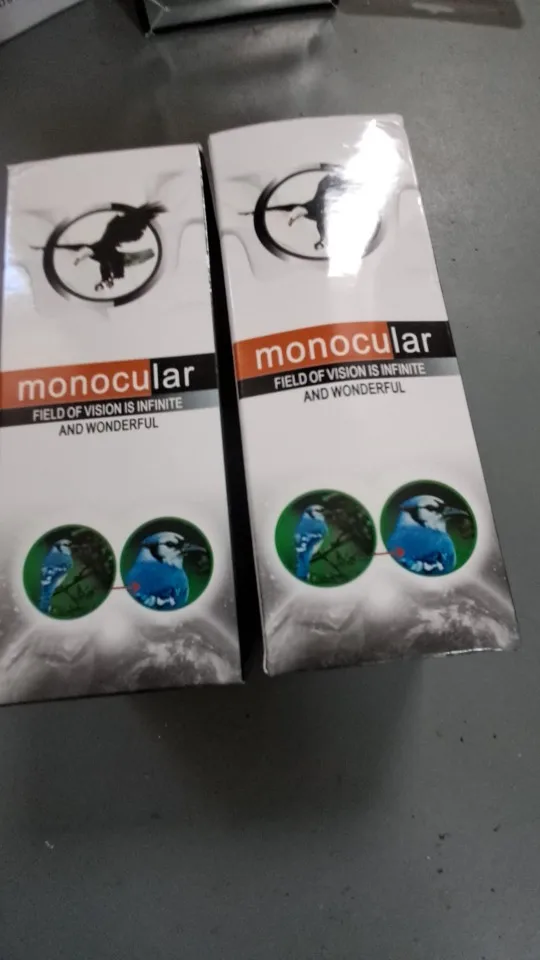 monocular
FIELD OF VISION IS INFINITE
AND WONDERFUL
monocular
FIELD OF VISION IS INFINITE
AND WONDERFUL